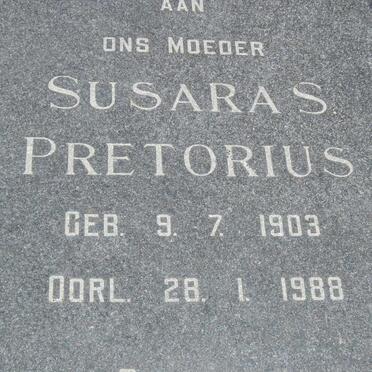 AAN
ONS MOEDER
SUSARA S
PRETORIUS
GEB. 9. 7. 1903
OORL. 28. 1. 1988